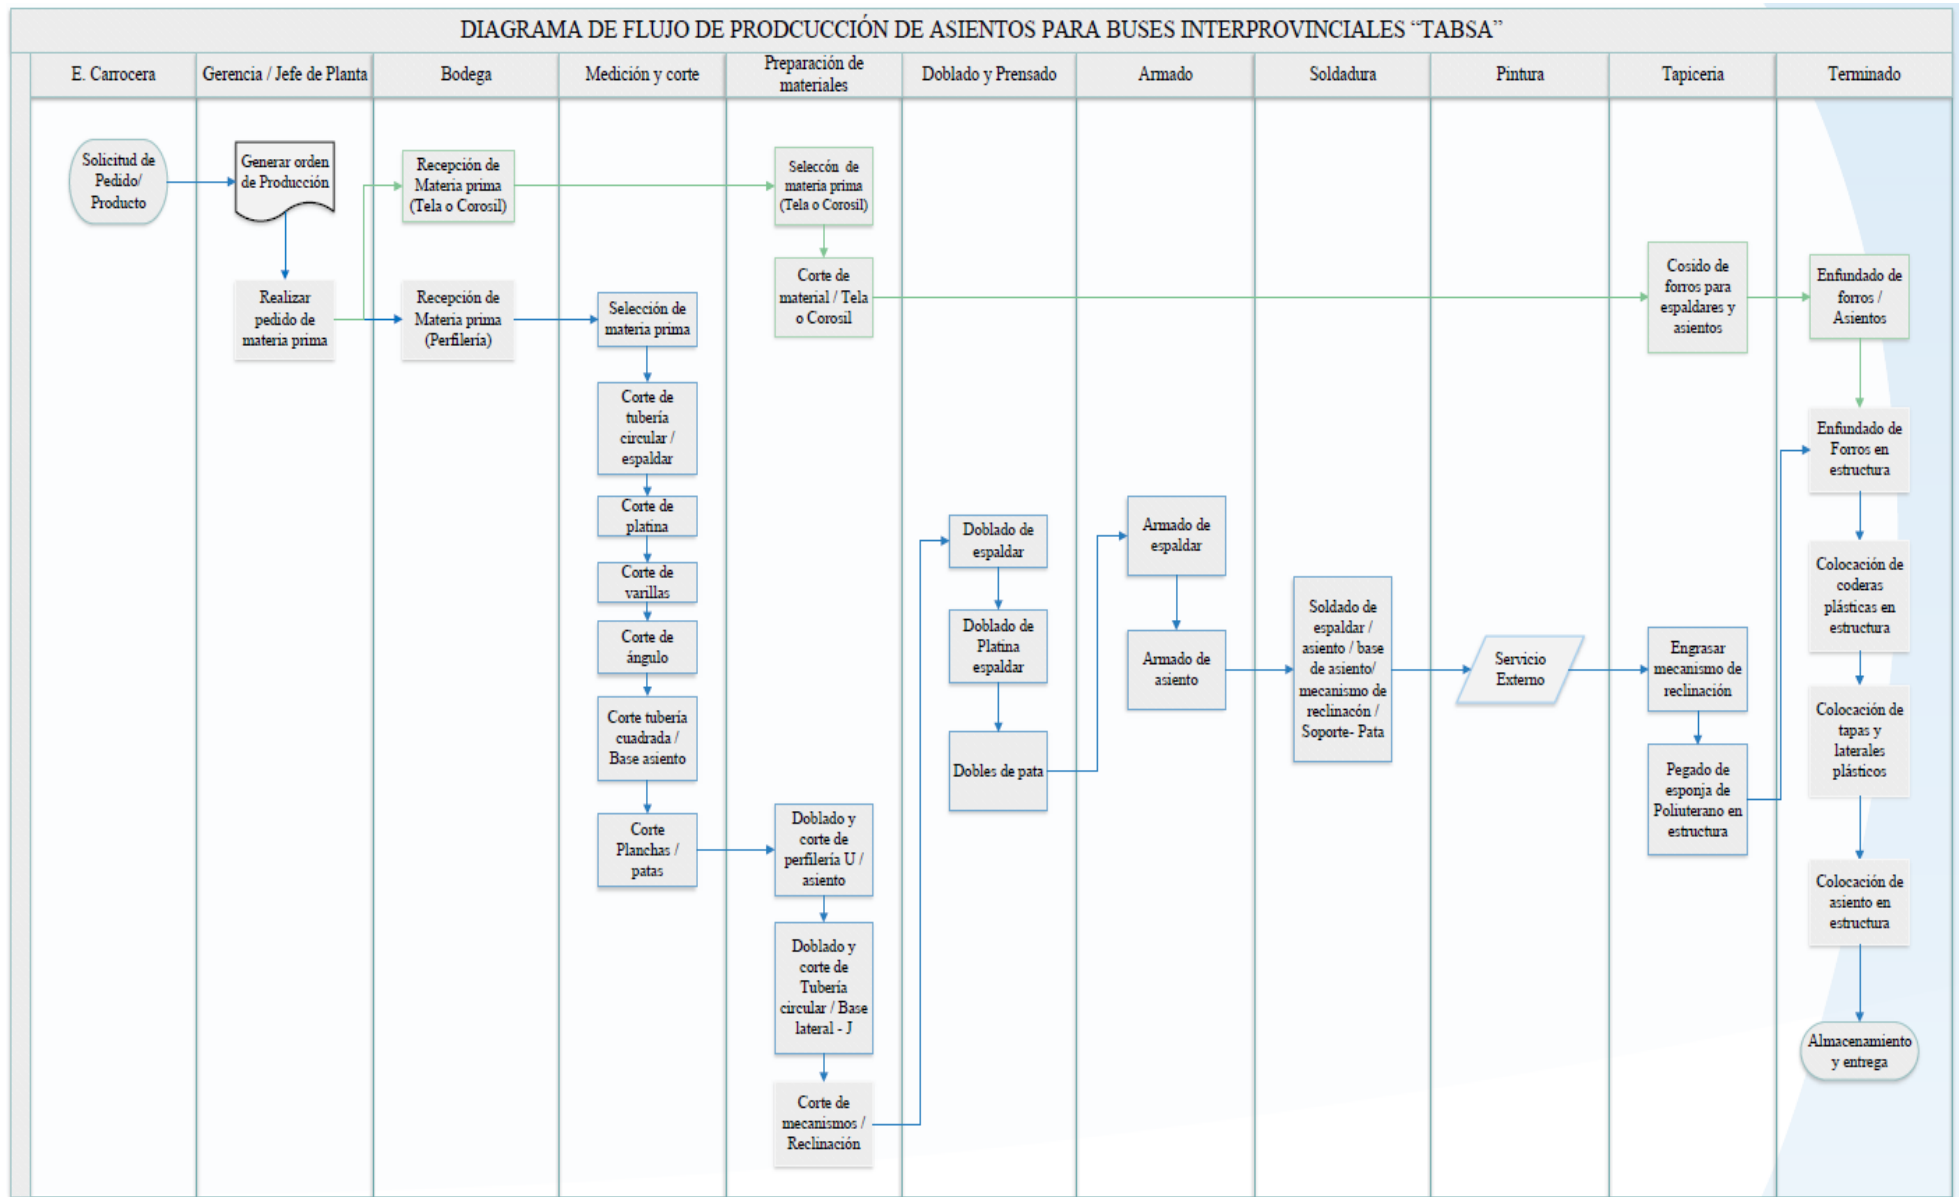 DIAGRAMA DE FLUJO DE PRODCUCCIÓN DE ASIENTOS PARA BUSES INTERPROVINCIALES “TABSA”
E. Carrocera
Gerencia / Jefe de Planta
Bodega
Medición y corte
Preparación de
materiales
Doblado y Prensado
Armado
Soldadura
Pintura
Tapiceria
Terminado
Solicitud de
Pedido/
Producto
Generar orden
de Producción
Realizar
pedido de
materia prima
Recepción de
Materia prima
(Tela o Corosil)
Recepción de
Materia prima
(Perfilería)
Selección de
materia prima
Corte de
tubería
circular /
espaldar
Corte de
platina
Corte de
varillas
Corte de
ángulo
Corte tubería
cuadrada /
Base asiento
Corte
Planchas /
patas
Seleccón de
materia prima
(Tela o Corosil)
Corte de
material / Tela
o Corosil
Doblado y
corte de
perfilería U /
asiento
Doblado y
corte de
Tubería
circular / Base
lateral - J
Corte de
mecanismos /
Reclinación
Doblado de
espaldar
Doblado de
Platina
espaldar
Dobles de pata
Armado de
espaldar
Armado de
asiento
Soldado de
espaldar /
asiento / base
de asiento/
mecanismo de
reclinacón /
Soporte- Pata
Servicio
Externo
Cosido de
forros para
espaldares y
asientos
Engrasar
mecanismo de
reclinación
Pegado de
esponja de
Poliuterano en
estructura
Enfundado de
forros /
Asientos
Enfundado de
Forros en
estructura
Colocación de
coderas
plásticas en
estructura
Colocación de
tapas y
laterales
plásticos
Colocación de
asiento en
estructura
Almacenamiento
y entrega